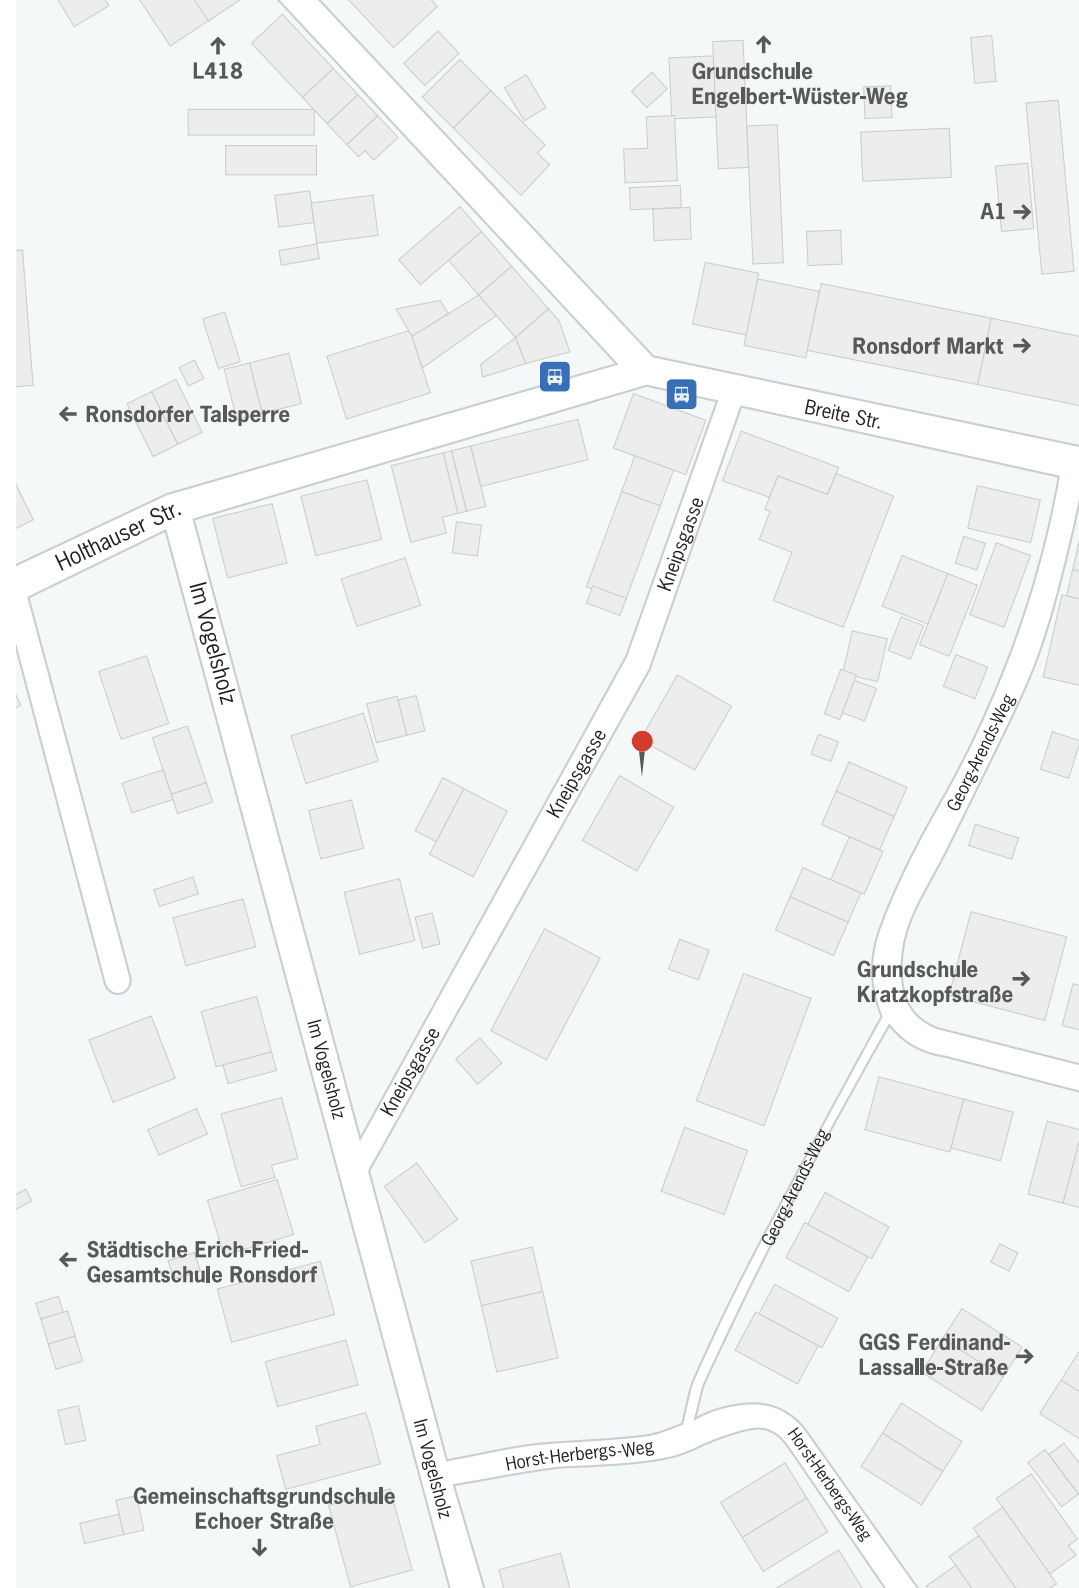 ↑
L418
↑
Grundschule
Engelbert-Wüster-Weg
A1 →
Ronsdorf Markt →
← Ronsdorfer Talsperre
Breite Str.
Holthauser Str.
Kneipsgasse
Im Vogelsholz
Georg-Arends-Weg
Kneipsgasse
Grundschule
Kratzkopfstraße →
Im Vogelsholz
Kneipsgasse
Georg-Arends-Weg
← Städtische Erich-Fried-
Gesamtschule Ronsdorf
GGS Ferdinand-
Lassalle-Straße →
Im Vogelsholz
Horst-Herbergs-Weg
Horst-Herbergs-Weg
Gemeinschaftsgrundschule
Echoer Straße
↓